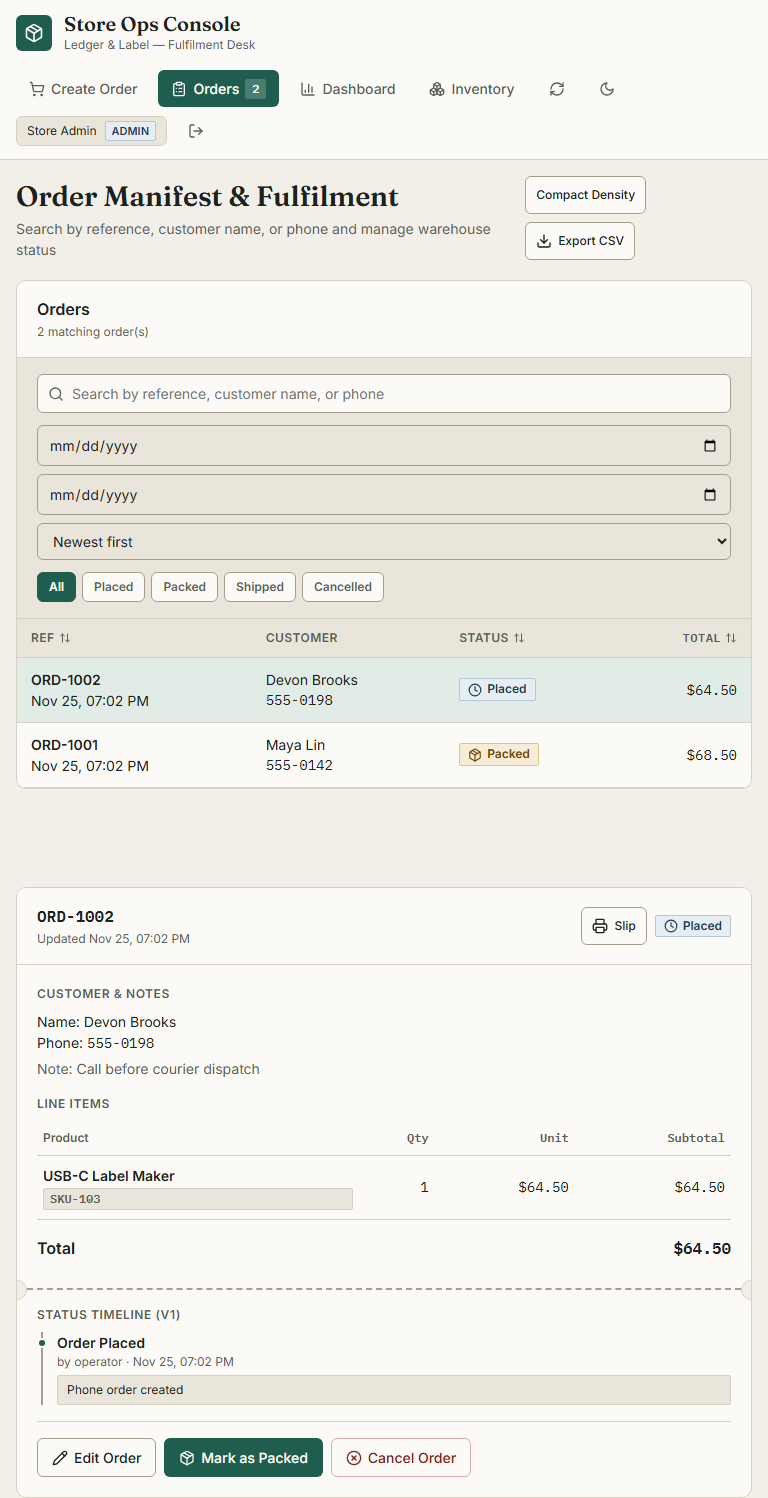 Store Ops Console
Ledger & Label — Fulfilment Desk
Create Order
Orders 2
Dashboard
Inventory
Store Admin ADMIN
Order Manifest & Fulfilment
Search by reference, customer name, or phone and manage warehouse
status
Compact Density
Export CSV
Orders
2 matching order(s)
Search by reference, customer name, or phone
mm/dd/yyyy
mm/dd/yyyy
Newest first
All Placed Packed Shipped Cancelled
REF CUSTOMER STATUS TOTAL
ORD-1002 Devon Brooks Placed $64.50
Nov 25, 07:02 PM 555-0198
ORD-1001 Maya Lin Packed $68.50
Nov 25, 07:02 PM 555-0142
ORD-1002
Updated Nov 25, 07:02 PM
Slip Placed
CUSTOMER & NOTES
Name: Devon Brooks
Phone: 555-0198
Note: Call before courier dispatch
LINE ITEMS
Product Qty Unit Subtotal
USB-C Label Maker 1 $64.50 $64.50
SKU-103
Total $64.50
STATUS TIMELINE (V1)
Order Placed
by operator · Nov 25, 07:02 PM
Phone order created
Edit Order Mark as Packed Cancel Order